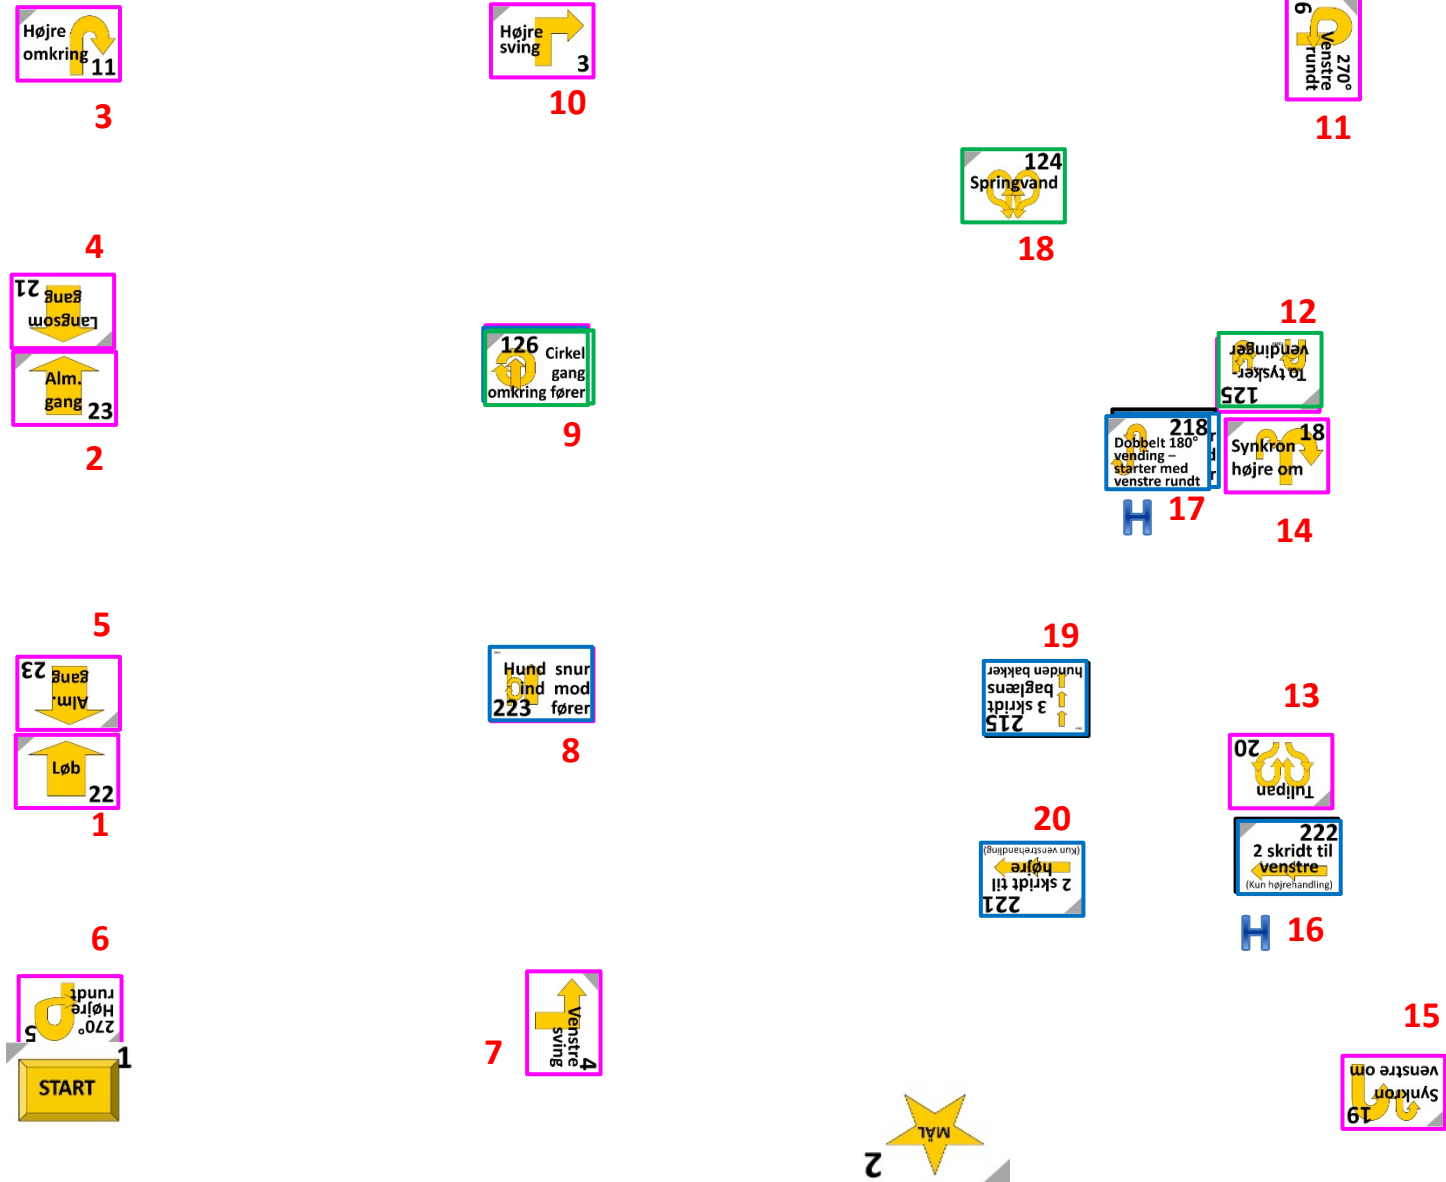 Højre
omkring
11
3
Højre
sving
3
10
6
270°
Venstre
rundt
11
124
Springvand
18
4
21
Langsom
gang
Alm.
gang
23
2
126
Cirkel
gang
omkring fører
9
12
To tysker-
vendinger
125
218
Dobbelt 180°
vending –
starter med
venstre rundt
H
17
18
Synkron
højre om
14
5
23
Alm.
gang
Løb
22
1
Hund snur
ind mod
223 fører
8
19
215
3 skridt
baglæns
hunden bakker
13
20
Tulipan
20
221
2 skridt til
højre
(Kun venstrehandling)
222
2 skridt til
venstre
(Kun højrehandling)
H
16
6
5
270°
Højre
rundt
1
START
7
Venstre
sving
4
15
19
Synkron
venstre om
MÅL
2